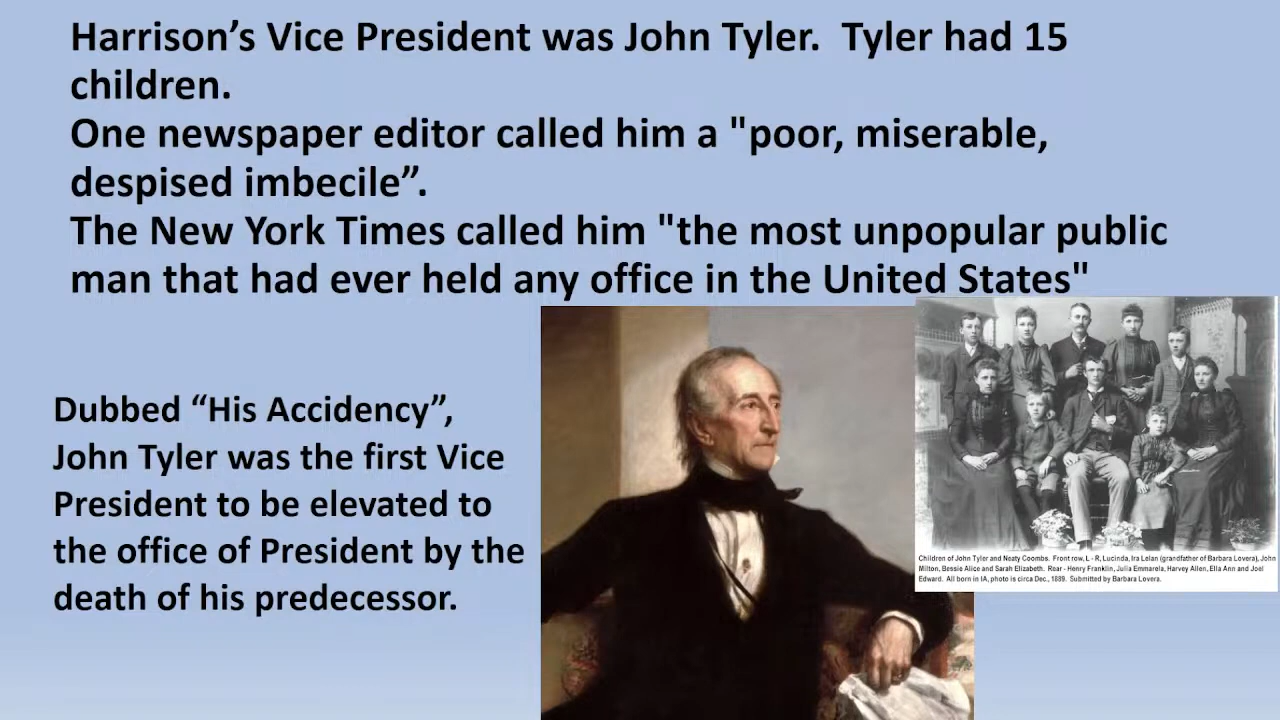 Harrison’s Vice President was John Tyler.  Tyler had 15
children.
One newspaper editor called him a "poor, miserable,
despised imbecile”.
The New York Times called him "the most unpopular public
man that had ever held any office in the United States"
Dubbed “His Accidency”,
John Tyler was the first Vice
President to be elevated to
the office of President by the
death of his predecessor.
Children of John Tyler and Neaty Coombs.  Front row, L - R, Lucinda, Ira Lelan (grandfather of Barbara Lovera), John
Milton, Bessie Alice and Sarah Elizabeth.  Rear - Henry Franklin, Julia Emmarela, Harvey Allen, Ella Ann and Joel
Edward.  All born in IA, photo is circa Dec., 1889.  Submitted by Barbara Lovera.